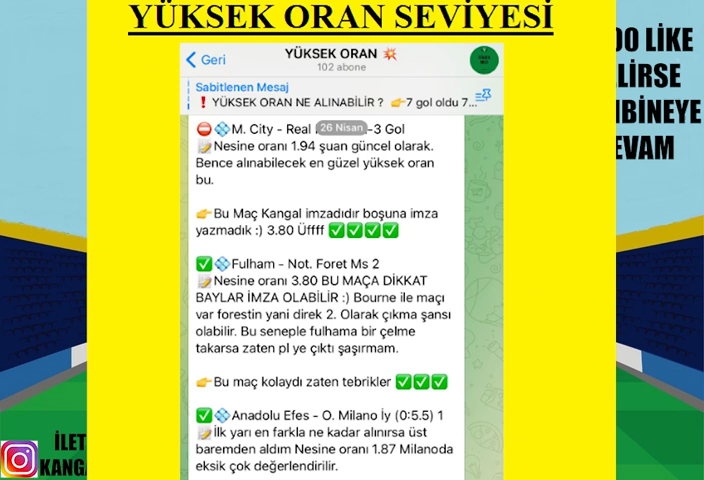 YÜKSEK ORAN SEVİYESİ
Geri
YÜKSEK ORAN 💥
102 abone
Sabitlenen Mesaj
❗ YÜKSEK ORAN NE ALINABİLİR ? 👉7 gol oldu 7...
26 Nisan
⛔💠M. City - Real -3 Gol
📝Nesine oranı 1.94 şuan güncel olarak.
Bence alınabilecek en güzel yüksek oran
bu.
👉Bu Maç Kangal imzadıdır boşuna imza
yazmadık :) 3.80 Üffff ✅✅✅✅
✅💠Fulham - Not. Foret Ms 2
📝Nesine oranı 3.80 BU MAÇA DİKKAT
BAYLAR İMZA OLABİLİR :) Bourne ile maçı
var forestin yani direk 2. Olarak çıkma şansı
olabilir. Bu seneple fulhama bir çelme
takarsa zaten pl ye çıktı şaşırmam.
👉Bu maç kolaydı zaten tebrikler ✅✅✅
✅💠Anadolu Efes - O. Milano İy (0:5.5) 1
📝İlk yarı en farkla ne kadar alınırsa üst
baremden aldım Nesine oranı 1.87 Milanoda
eksik çok değerlendirilir.
LİKE
DEVAM
İLET
KANGA